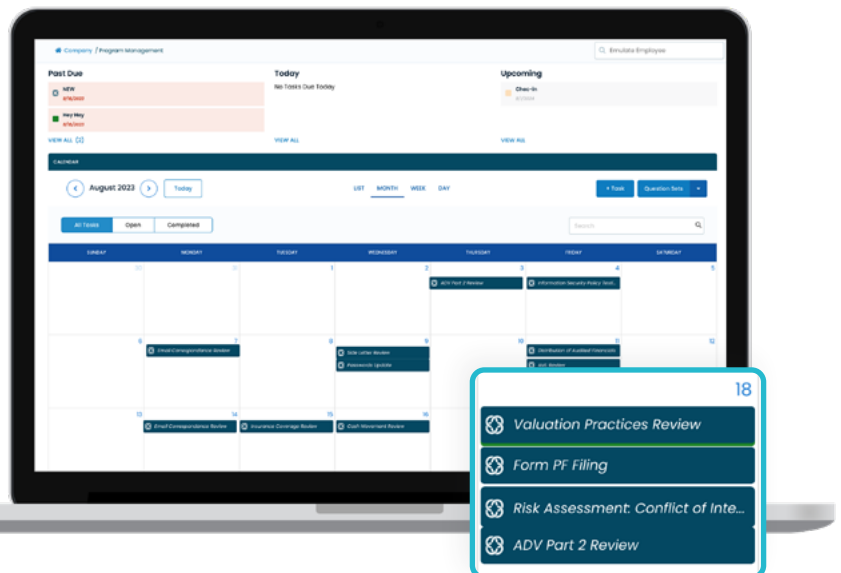 Company / Program Management
Emulate Employee
Past Due
Today
Upcoming
NEW
No Tasks Due Today
Check-in
Hey Hey
VIEW ALL (2)
VIEW ALL
VIEW ALL
CALENDAR
August 2023
Today
LIST
MONTH
WEEK
DAY
+ Task
Question Sets
All Tasks
Open
Completed
Search
SUNDAY
MONDAY
TUESDAY
WEDNESDAY
THURSDAY
FRIDAY
SATURDAY
30
31
1
2
3
4
5
ADV Part 2 Review
Information Security Policy Test...
6
7
8
9
10
11
12
Email Correspondence Review
Side Letter Review
Distribution of Audited Financials
Passwords Update
13
14
15
16
Email Correspondence Review
Insurance Coverage Review
Cash Movement Review
18
Valuation Practices Review
Form PF Filing
Risk Assessment: Conflict of Inte...
ADV Part 2 Review